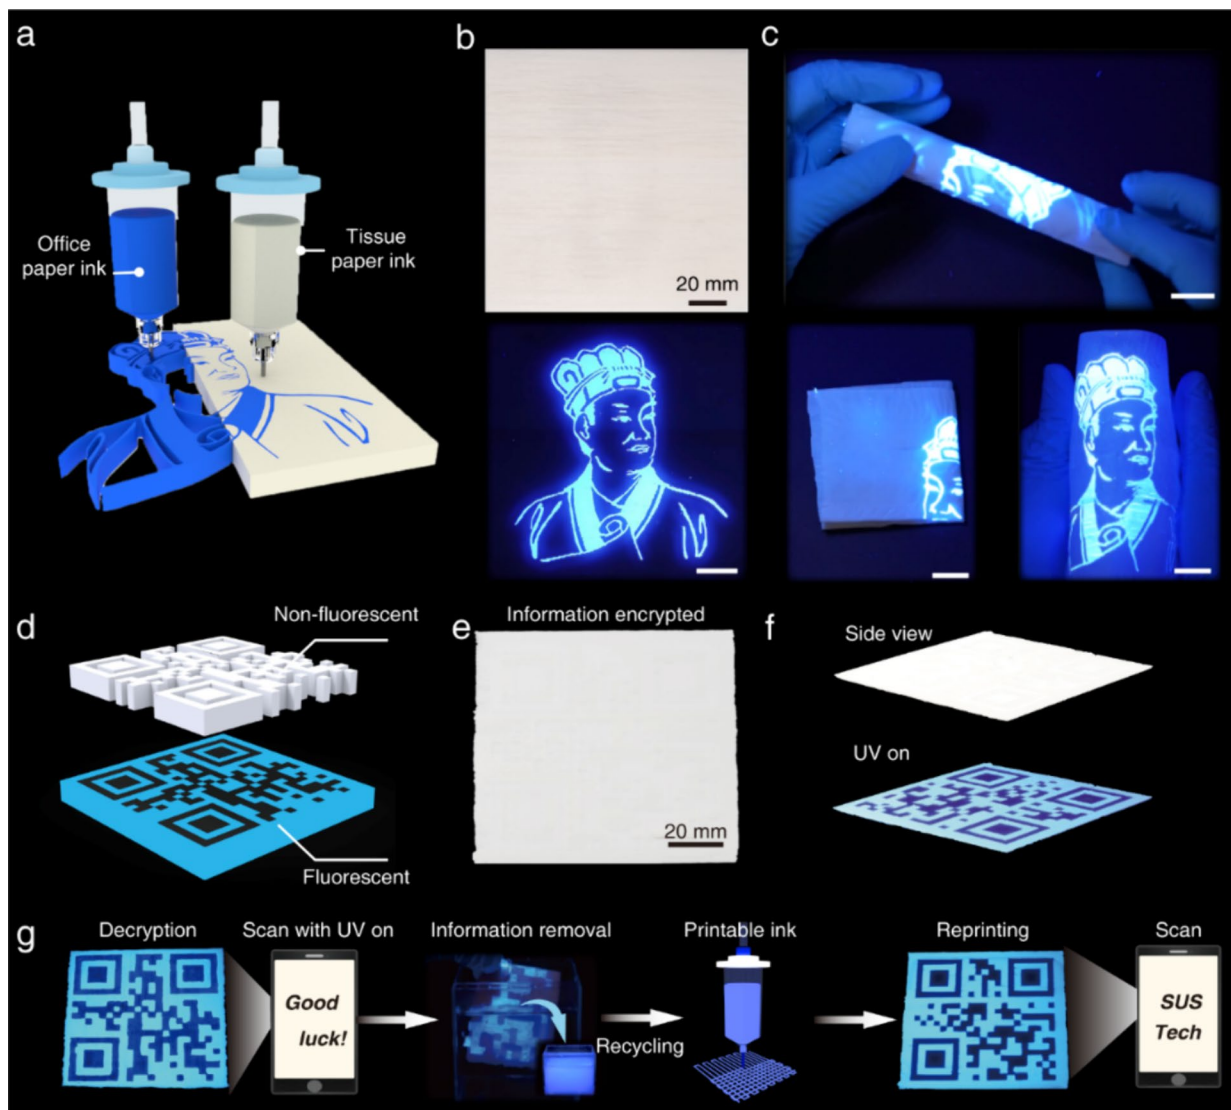 a
b
c
Office
paper ink
Tissue
paper ink
20 mm
d
Non-fluorescent
Fluorescent
e
Information encrypted
20 mm
f
Side view
UV on
g
Decryption
Scan with UV on
Good
luck!
Information removal
Recycling
Printable ink
Reprinting
Scan
SUS
Tech